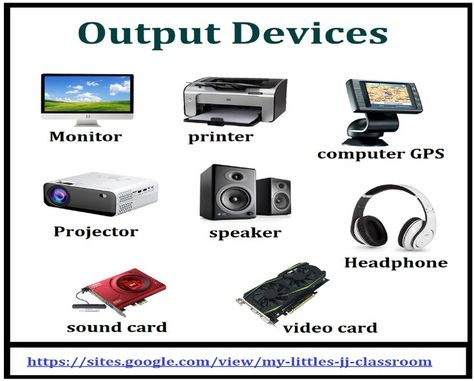 Output Devices
Monitor
printer
computer GPS
Projector
speaker
Headphone
sound card
video card
https://sites.google.com/view/my-littles-jj-classroom